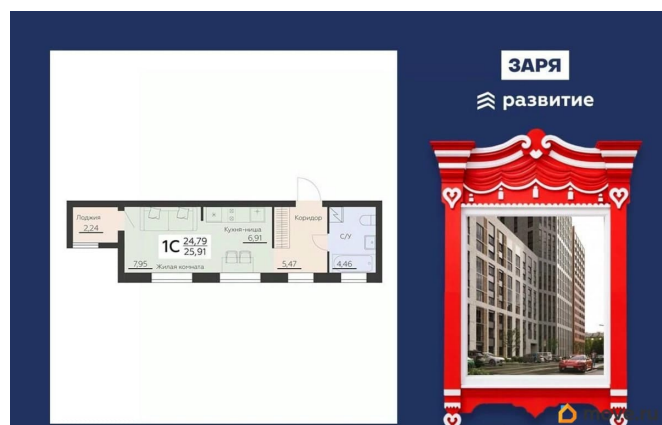 ЗАРЯ
развитие
Лоджия
2,24
1С 24,79
25,91
7,95
Жилая комната
Кухня-ниша
6,91
Коридор
5,47
С/У
4,46